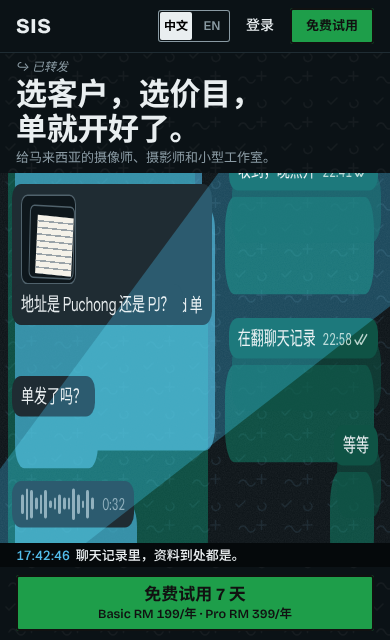 SIS
中文 EN 登录 免费试用
已转发
选客户，选价目，
单就开好了。
给马来西亚的摄像师、摄影师和小型工作室。
22:41
地址是 Puchong 还是 PJ？
单
在翻聊天记录 22:58
单发了吗？
等等
0:32
17:42:46 聊天记录里，资料到处都是。
免费试用 7 天
Basic RM 199/年 · Pro RM 399/年